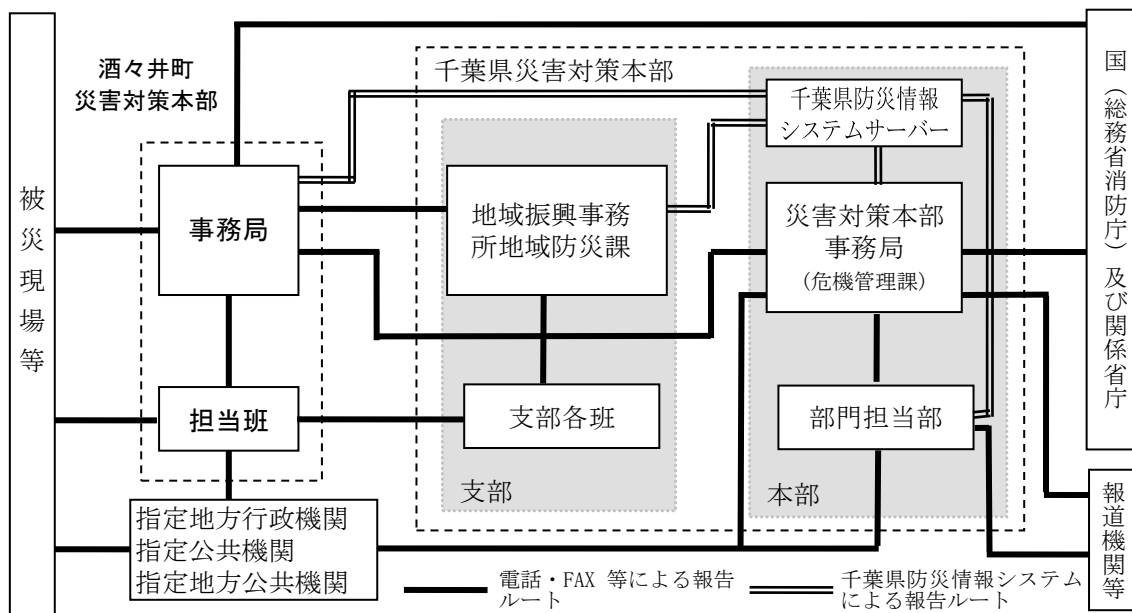 酒々井町
災害対策本部
千葉県災害対策本部
千葉県防災情報
システムサーバー
被災現場等
事務局
地域振興事務
所地域防災課
災害対策本部
事務局
(危機管理課)
国(総務省消防庁)及び関係省庁
担当班
支部各班
部門担当部
支部
本部
指定地方行政機関
指定公共機関
指定地方公共機関
報道機関等
電話・FAX 等による報告
ルート
千葉県防災情報システム
による報告ルート